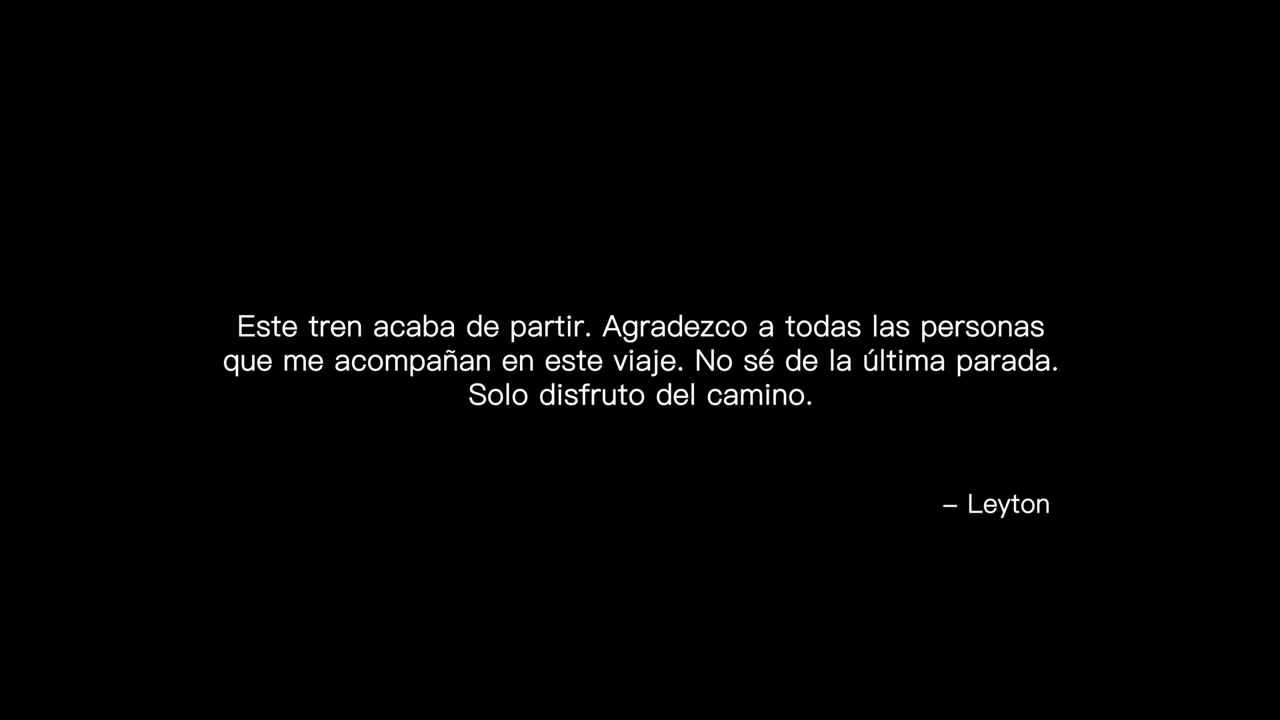 Este tren acaba de partir. Agradezco a todas las personas
que me acompañan en este viaje. No sé de la última parada.
Solo disfruto del camino.
– Leyton